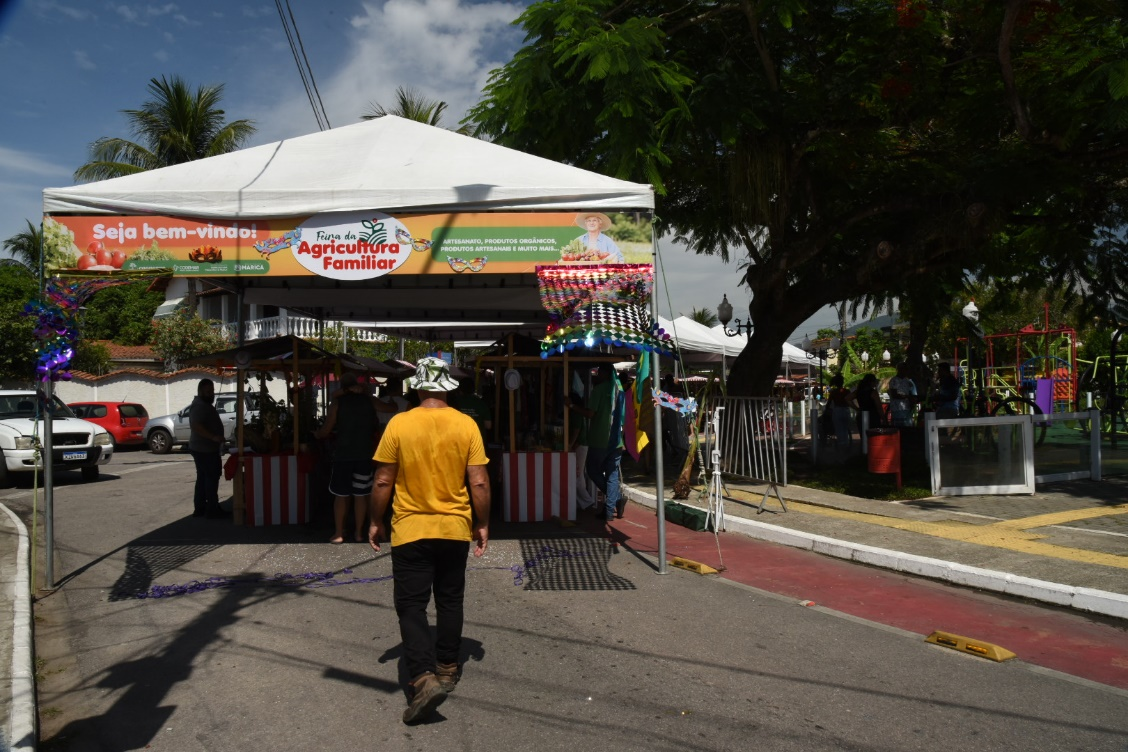 Seja bem-vindo!
Feira da
Agricultura
Familiar
ARTESANATO, PRODUTOS ORGÂNICOS,
PRODUTOS ARTESANAIS E MUITO MAIS...
MARICÁ